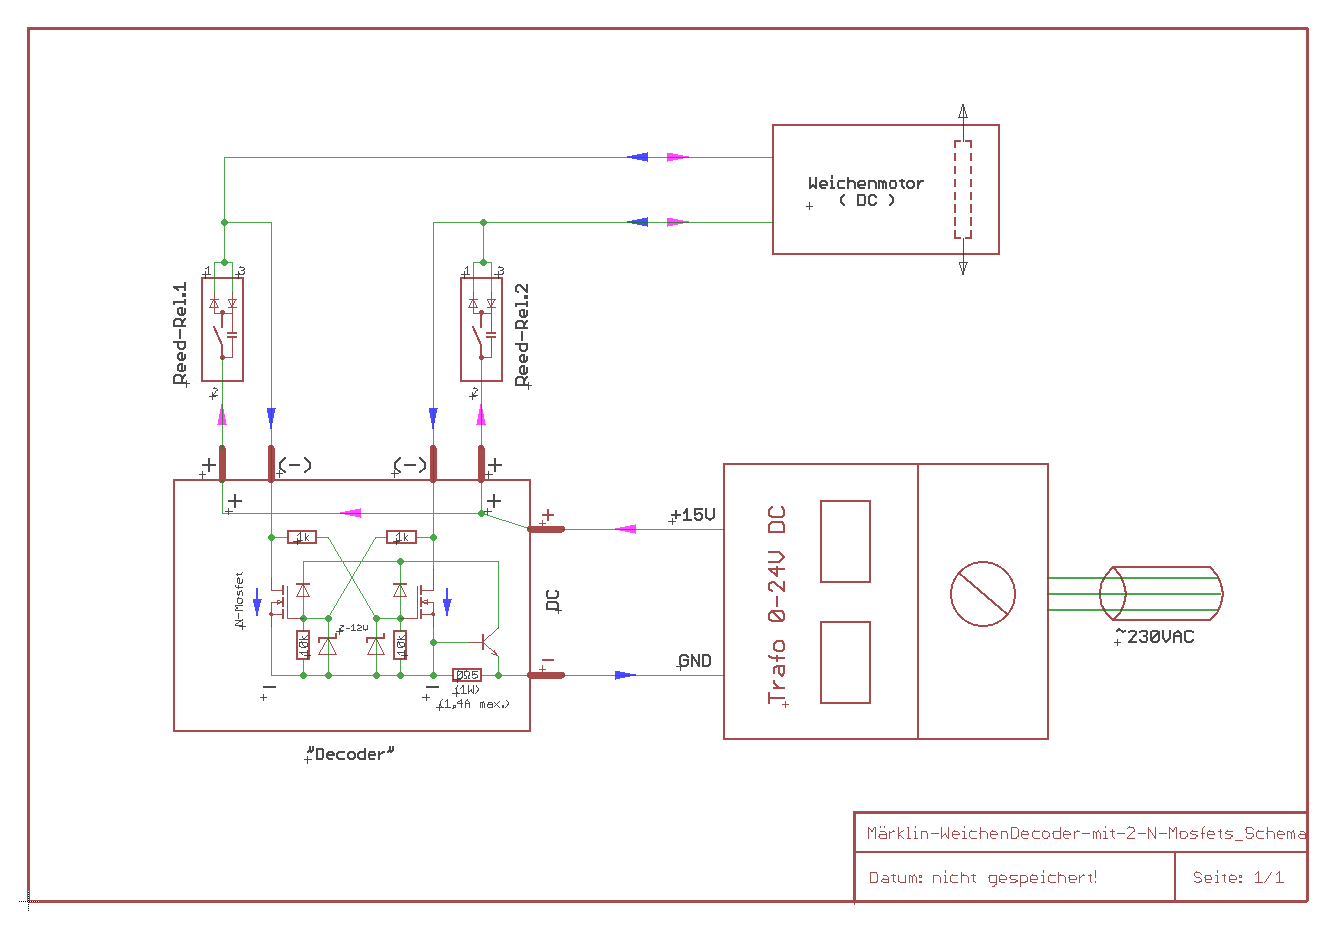 Weichenmotor
( DC )
1 3
1 3
Reed-Rel.1
Reed-Rel.2
2
2
+ (-) (-) +
+ +
+
+15V
1k 1k
N-Mosfet
Z-12V
10k 10k
DC
Trafo 0-24V DC
~230VAC
-
GND
0Ω5
- -
(1W)
(1,4A max.)
"Decoder"
Märklin-WeichenDecoder-mit-2-N-Mosfets_Schema
Datum: nicht gespeichert!
Seite: 1/1